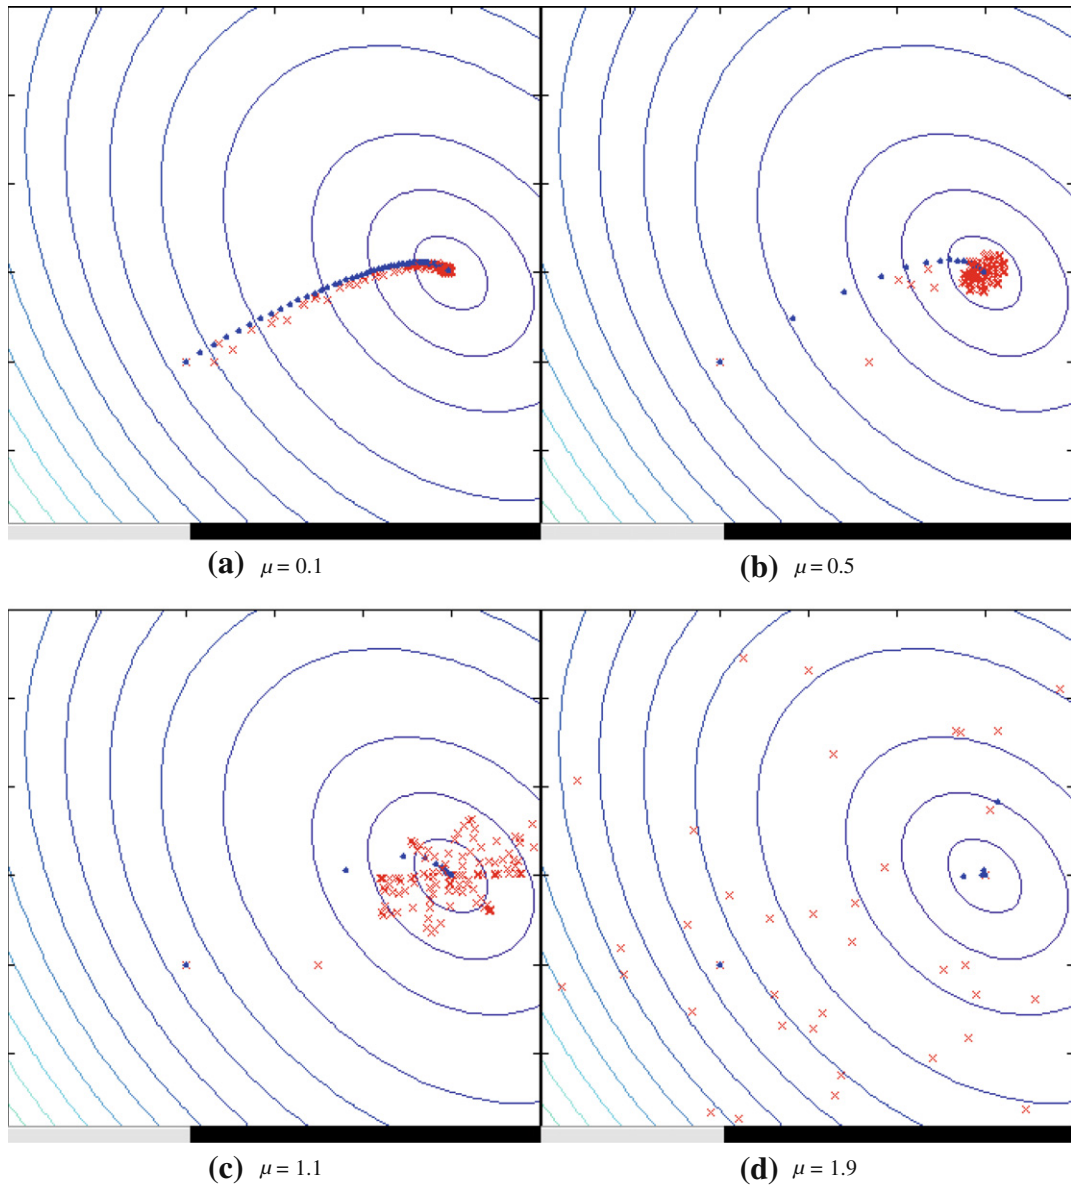 (a) μ = 0.1
(b) μ = 0.5
(c) μ = 1.1
(d) μ = 1.9